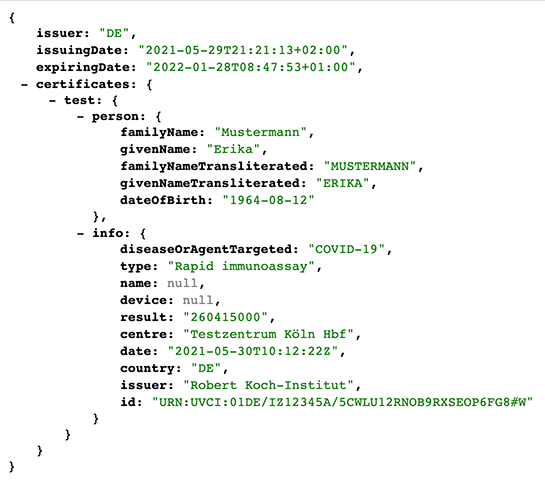 {
issuer: "DE",
issuingDate: "2021-05-29T21:21:13+02:00",
expiringDate: "2022-01-28T08:47:53+01:00",
- certificates: {
- test: {
- person: {
familyName: "Mustermann",
givenName: "Erika",
familyNameTransliterated: "MUSTERMANN",
givenNameTransliterated: "ERIKA",
dateOfBirth: "1964-08-12"
},
- info: {
diseaseOrAgentTargeted: "COVID-19",
type: "Rapid immunoassay",
name: null,
device: null,
result: "260415000",
centre: "Testzentrum Köln Hbf",
date: "2021-05-30T10:12:22Z",
country: "DE",
issuer: "Robert Koch-Institut",
id: "URN:UVCI:01DE/IZ12345A/5CWLU12RNOB9RXSEOP6FG8#W"
}
}
}
}